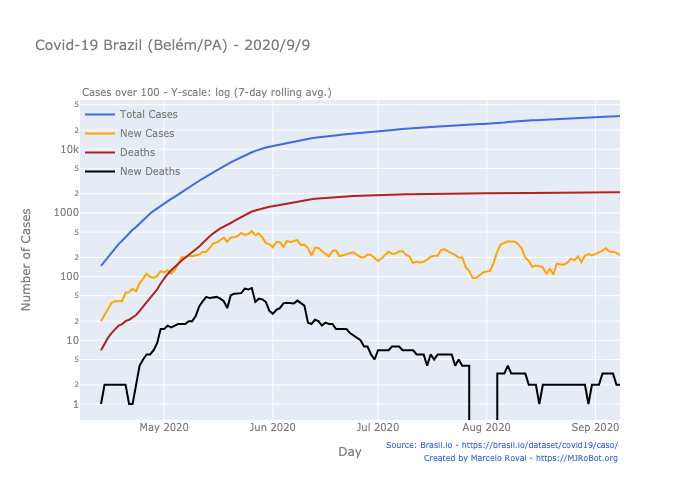 Covid-19 Brazil (Belém/PA) - 2020/9/9
Cases over 100 - Y-scale: log (7-day rolling avg.)
Total Cases
New Cases
Deaths
New Deaths
5
2
10k
5
2
1000
5
2
100
5
2
10
5
2
1
Number of Cases
May 2020
Jun 2020
Jul 2020
Aug 2020
Sep 2020
Day
Source: Brasil.io - https://brasil.io/dataset/covid19/caso/
Created by Marcelo Rovai - https://MJRoBot.org